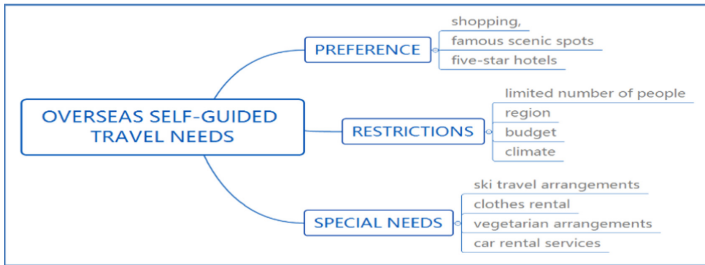 OVERSEAS SELF-GUIDED
TRAVEL NEEDS
PREFERENCE
shopping,
famous scenic spots
five-star hotels
RESTRICTIONS
limited number of people
region
budget
climate
SPECIAL NEEDS
ski travel arrangements
clothes rental
vegetarian arrangements
car rental services